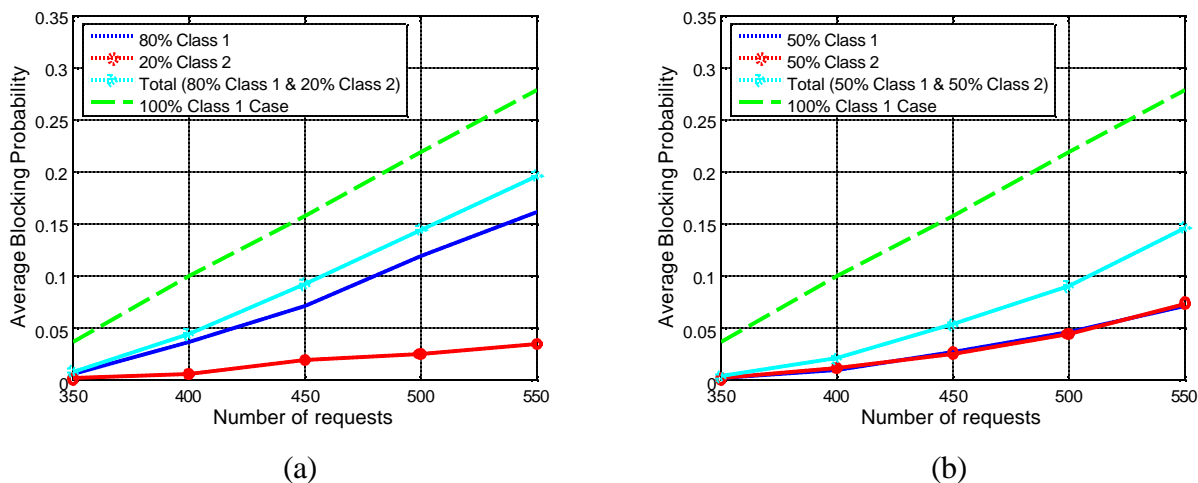 0.35
0.3
0.25
0.2
0.15
0.1
0.05
0
Average Blocking Probability
80% Class 1
20% Class 2
Total (80% Class 1 & 20% Class 2)
100% Class 1 Case
350 400 450 500 550
Number of requests
(a)
0.35
0.3
0.25
0.2
0.15
0.1
0.05
0
Average Blocking Probability
50% Class 1
50% Class 2
Total (50% Class 1 & 50% Class 2)
100% Class 1 Case
350 400 450 500 550
Number of requests
(b)